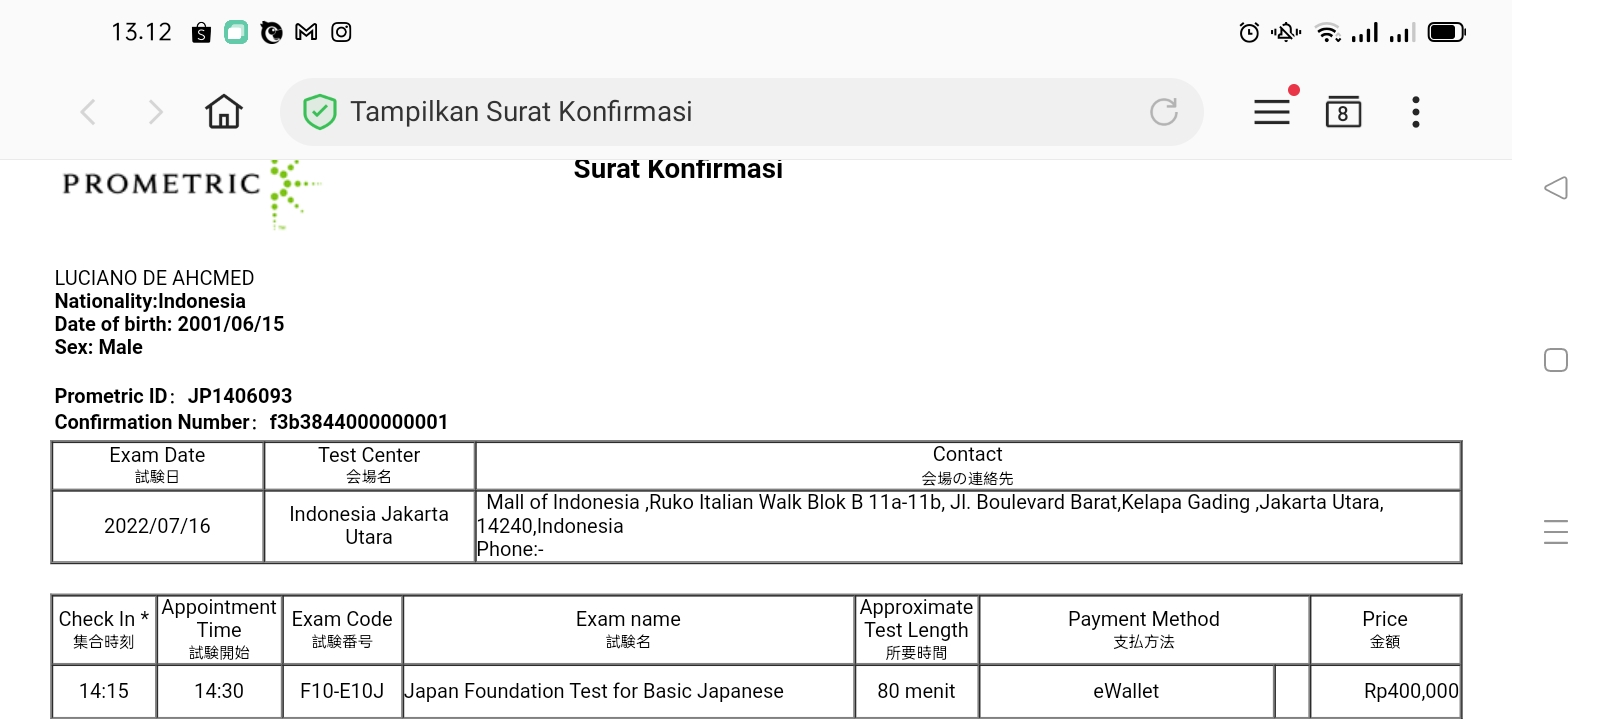 13.12
Tampilkan Surat Konfirmasi
8
PROMETRIC
Surat Konfirmasi
LUCIANO DE AHCMED
Nationality:Indonesia
Date of birth: 2001/06/15
Sex: Male
Prometric ID： JP1406093
Confirmation Number： f3b3844000000001
Exam Date
試験日
Test Center
会場名
Contact
会場の連絡先
2022/07/16
Indonesia Jakarta
Utara
Mall of Indonesia ,Ruko Italian Walk Blok B 11a-11b, Jl. Boulevard Barat,Kelapa Gading ,Jakarta Utara,
14240,Indonesia
Phone:-
Check In *
集合時刻
Appointment
Time
試験開始
Exam Code
試験番号
Exam name
試験名
Approximate
Test Length
所要時間
Payment Method
支払方法
Price
金額
14:15
14:30
F10-E10J
Japan Foundation Test for Basic Japanese
80 menit
eWallet
Rp400,000